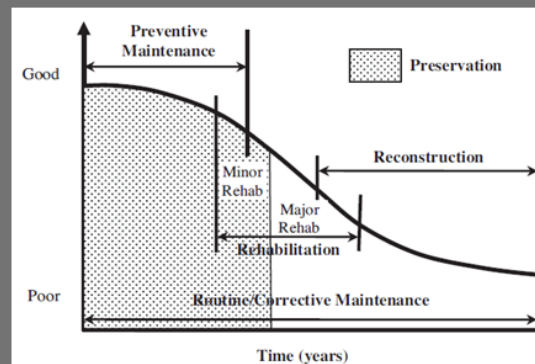 Preventive
Maintenance
Good
Preservation
Reconstruction
Minor
Rehab
Major
Rehab
Rehabilitation
Poor
Routine/Corrective Maintenance
Time (years)